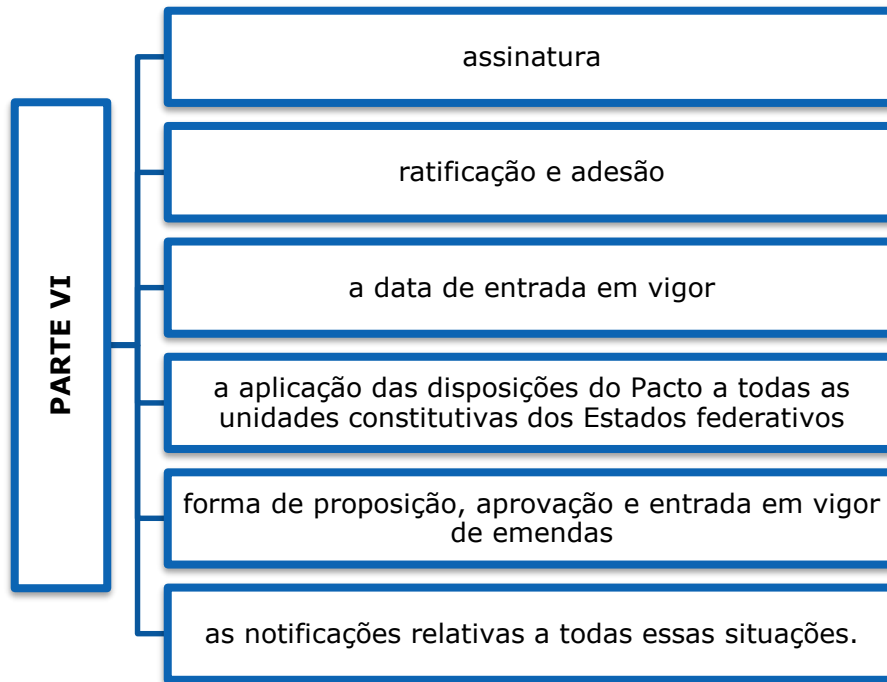 PARTE VI
assinatura
ratificação e adesão
a data de entrada em vigor
a aplicação das disposições do Pacto a todas as
unidades constitutivas dos Estados federativos
forma de proposição, aprovação e entrada em vigor
de emendas
as notificações relativas a todas essas situações.